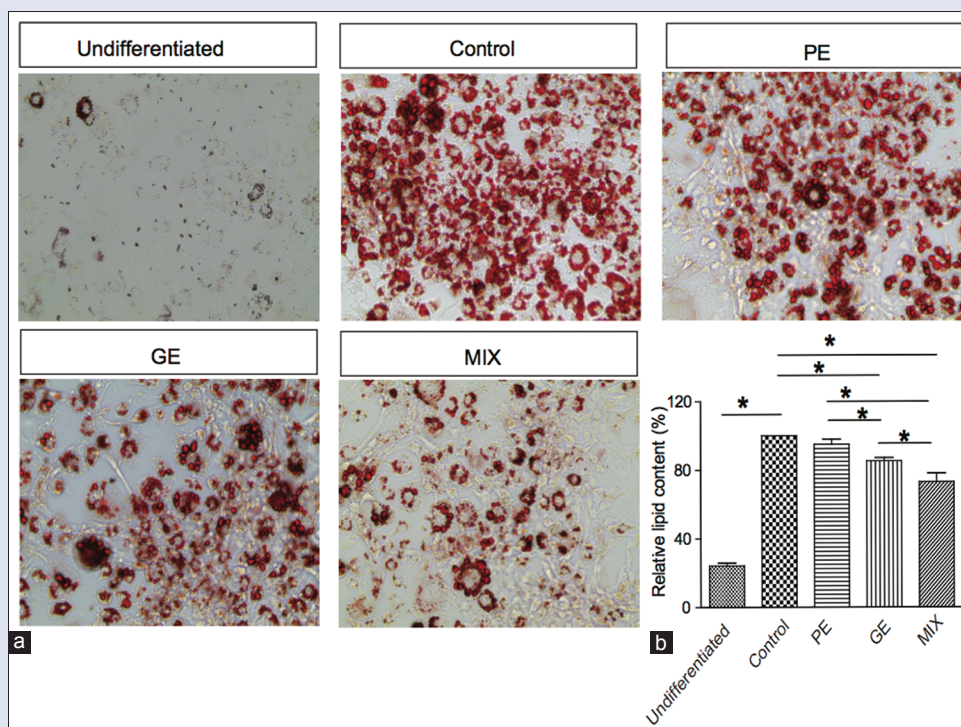 Undifferentiated
Control
PE
GE
MIX
a
*
*
*
*
*
*
Relative lipid content (%)
120
80
40
0
Undifferentiated
Control
PE
GE
MIX
b